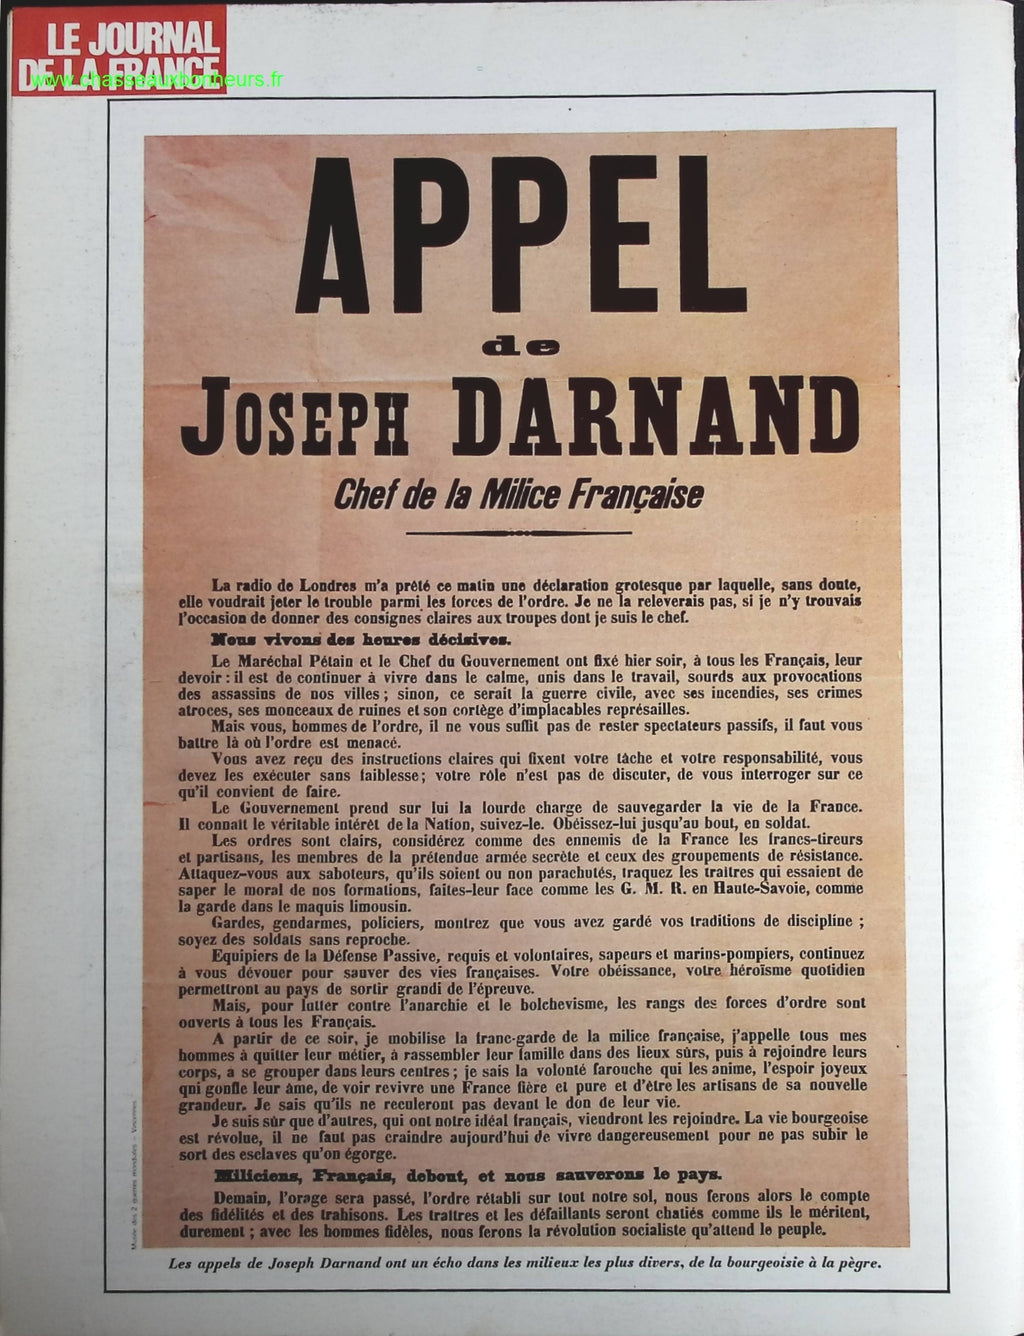 LE JOURNAL
DE LA FRANCE
www.chasseauxbonheurs.fr
APPEL
de
JOSEPH DARNAND
Chef de la Milice Française
La radio de Londres m'a prêté ce matin une déclaration grotesque par laquelle, sans doute,
elle voudrait jeter le trouble parmi les forces de l'ordre. Je ne la releverais pas, si je n'y trouvais
l'occasion de donner des consignes claires aux troupes dont je suis le chef.
Nous vivons des heures décisives.
Le Maréchal Pétain et le Chef du Gouvernement ont fixé hier soir, à tous les Français, leur
devoir : il est de continuer à vivre dans le calme, unis dans le travail, sourds aux provocations
des assassins de nos villes ; sinon, ce serait la guerre civile, avec ses incendies, ses crimes
atroces, ses monceaux de ruines et son cortège d'implacables représailles.
Mais vous, hommes de l'ordre, il ne vous suffit pas de rester spectateurs passifs, il faut vous
battre là où l'ordre est menacé.
Vous avez reçu des instructions claires qui fixent votre tâche et votre responsabilité, vous
devez les exécuter sans faiblesse ; votre rôle n'est pas de discuter, de vous interroger sur ce
qu'il convient de faire.
Le Gouvernement prend sur lui la lourde charge de sauvegarder la vie de la France.
Il connait le véritable intérêt de la Nation, suivez-le. Obéissez-lui jusqu'au bout, en soldat.
Les ordres sont clairs, considérez comme des ennemis de la France les francs-tireurs
et partisans, les membres de la prétendue armée secrète et ceux des groupements de résistance.
Attaquez-vous aux saboteurs, qu'ils soient ou non parachutés, traquez les traîtres qui essaient de
saper le moral de nos formations, faites-leur face comme les G. M. R. en Haute-Savoie, comme
la garde dans le maquis limousin.
Gardes, gendarmes, policiers, montrez que vous avez gardé vos traditions de discipline ;
soyez des soldats sans reproche.
Equipiers de la Défense Passive, requis et volontaires, sapeurs et marins-pompiers, continuez
à vous dévouer pour sauver des vies françaises. Votre obéissance, votre héroïsme quotidien
permettront au pays de sortir grandi de l'épreuve.
Mais, pour lutter contre l'anarchie et le bolchevisme, les rangs des forces d'ordre sont
ouverts à tous les Français.
A partir de ce soir, je mobilise la franc-garde de la milice française, j'appelle tous mes
hommes à quitter leur métier, à rassembler leur famille dans des lieux sûrs, puis à rejoindre leurs
corps, à se grouper dans leurs centres ; je sais la volonté farouche qui les anime, l'espoir joyeux
qui gonfle leur âme, de voir revivre une France fière et pure et d'être les artisans de sa nouvelle
grandeur. Je sais qu'ils ne reculeront pas devant le don de leur vie.
Je suis sûr que d'autres, qui ont notre idéal français, viendront les rejoindre. La vie bourgeoise
est révolue, il ne faut pas craindre aujourd'hui de vivre dangereusement pour ne pas subir le
sort des esclaves qu'on égorge.
Miliciens, Français, debout, et nous sauverons le pays.
Demain, l'orage sera passé, l'ordre rétabli sur tout notre sol, nous ferons alors le compte
des fidélités et des trahisons. Les traîtres et les défaillants seront chatiés comme ils le méritent,
durement ; avec les hommes fidèles, nous ferons la révolution socialiste qu'attend le peuple.
Musée des 2 guerres mondiales - Vincennes
Les appels de Joseph Darnand ont un écho dans les milieux les plus divers, de la bourgeoisie à la pègre.